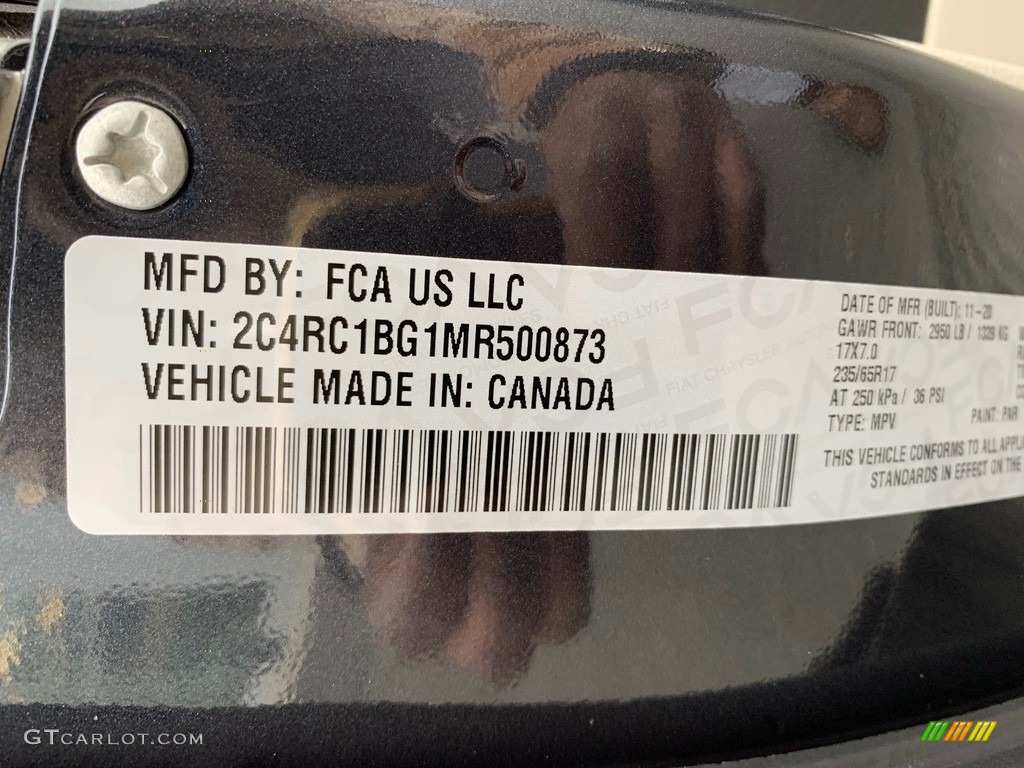 MFD BY: FCA US LLC
VIN: 2C4RC1BG1MR500873
VEHICLE MADE IN: CANADA
DATE OF MFR (BUILT): 11-20
GAWR FRONT: 2950 LB / 1339 KG
17X7.0
235/65R17
AT 250 kPa / 36 PSI
TYPE: MPV
PAINT: PXR
THIS VEHICLE CONFORMS TO ALL
STANDARDS IN EFFECT ON THE
GTCARLOT.COM